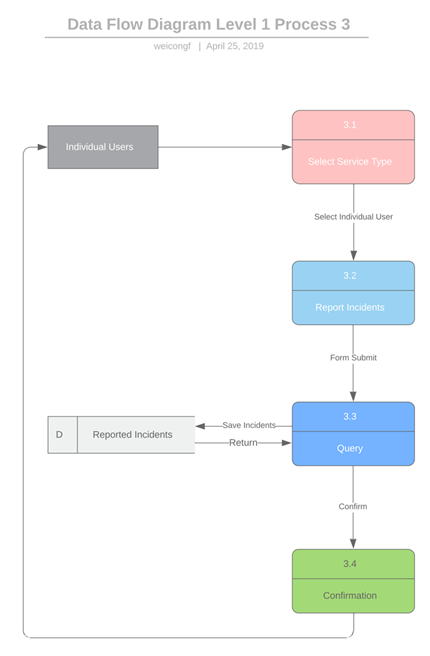 Data Flow Diagram Level 1 Process 3
weicongf | April 25, 2019
Individual Users
3.1
Select Service Type
Select Individual User
3.2
Report Incidents
Form Submit
3.3
Query
Save Incidents
Return
D Reported Incidents
Confirm
3.4
Confirmation